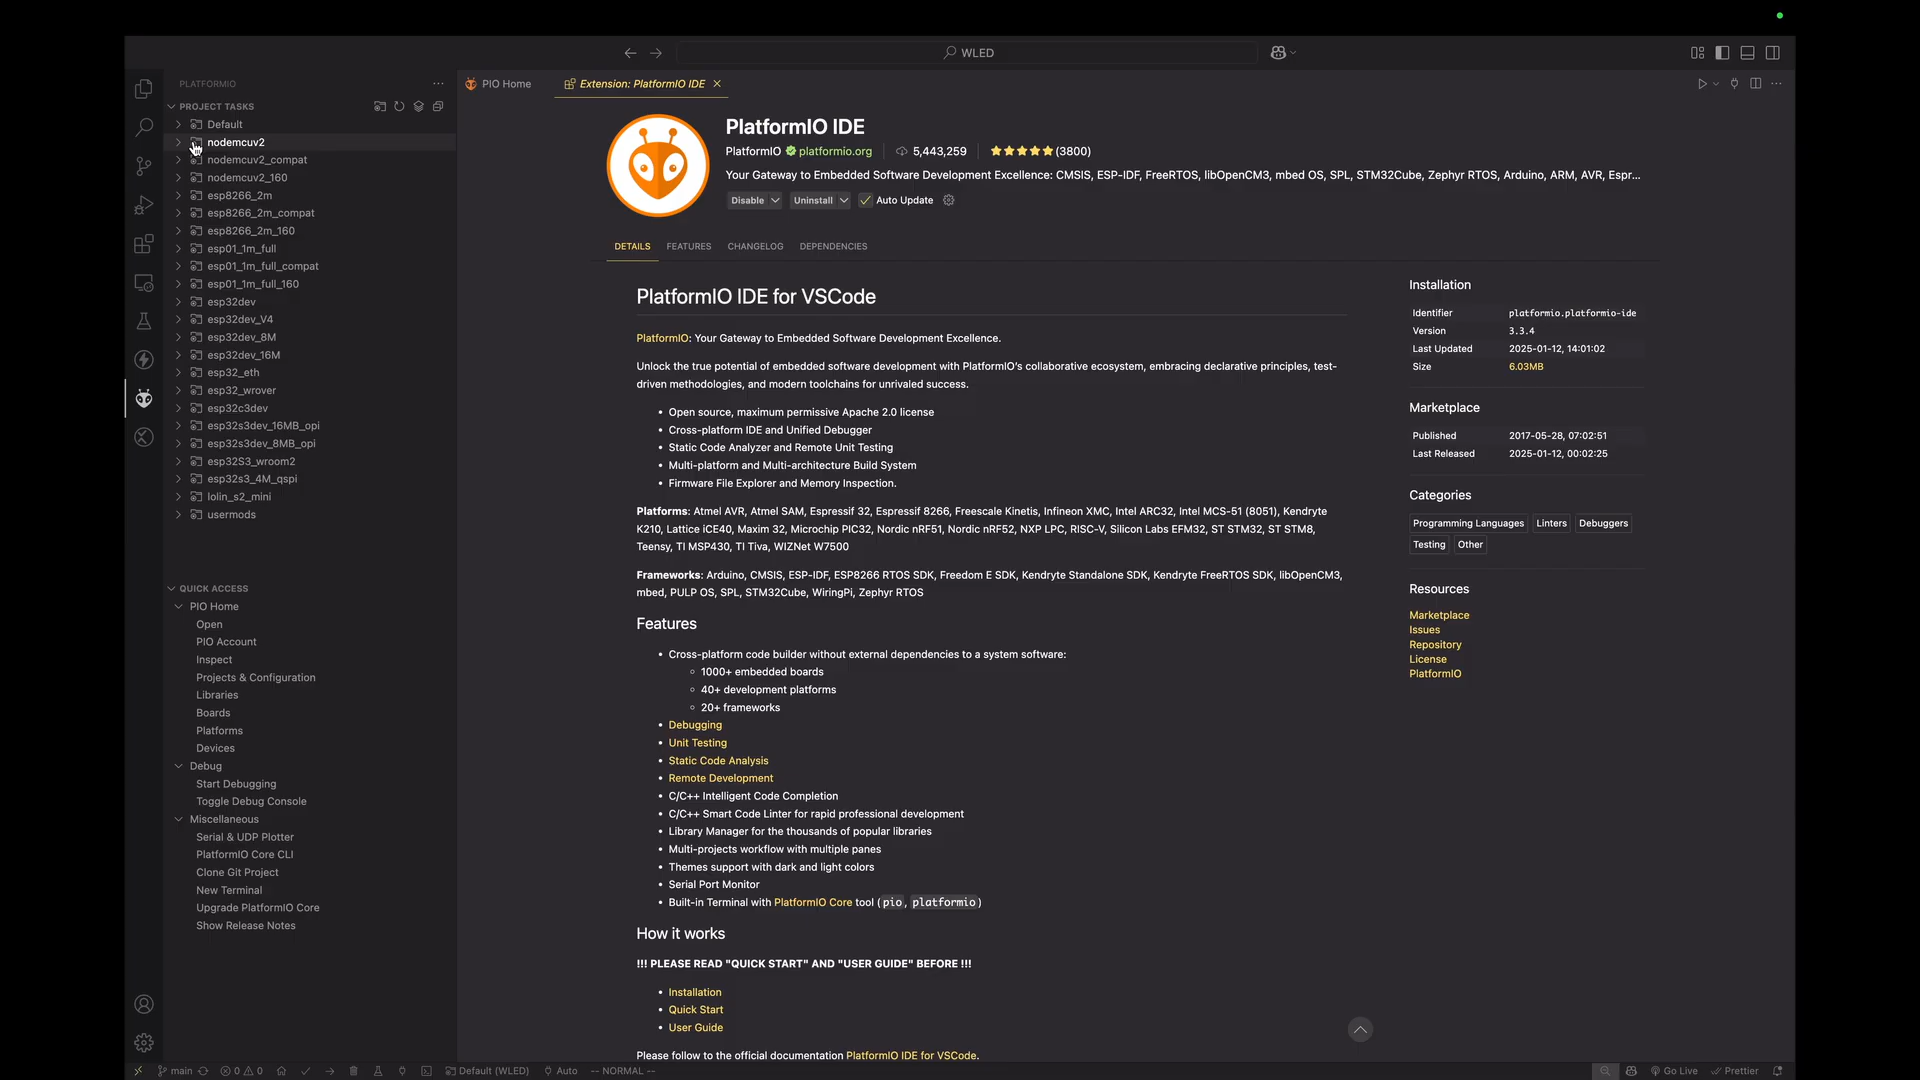 WLED
PLATFORMIO
PROJECT TASKS
Default
nodemcuv2
nodemcuv2_compat
nodemcuv2_160
esp8266_2m
esp8266_2m_compat
esp8266_2m_160
esp01_1m_full
esp01_1m_full_compat
esp01_1m_full_160
esp32dev
esp32dev_V4
esp32dev_8M
esp32dev_16M
esp32_eth
esp32_wrover
esp32c3dev
esp32s3dev_16MB_opi
esp32s3dev_8MB_opi
esp32S3_wroom2
esp32s3_4M_qspi
lolin_s2_mini
usermods
QUICK ACCESS
PIO Home
Open
PIO Account
Inspect
Projects & Configuration
Libraries
Boards
Platforms
Devices
Debug
Start Debugging
Toggle Debug Console
Miscellaneous
Serial & UDP Plotter
PlatformIO Core CLI
Clone Git Project
New Terminal
Upgrade PlatformIO Core
Show Release Notes
PIO Home
Extension: PlatformIO IDE
PlatformIO IDE
PlatformIO platformio.org 5,443,259 (3800)
Your Gateway to Embedded Software Development Excellence: CMSIS, ESP-IDF, FreeRTOS, libOpenCM3, mbed OS, SPL, STM32Cube, Zephyr RTOS, Arduino, ARM, AVR, Espr...
Disable Uninstall Auto Update
DETAILS FEATURES CHANGELOG DEPENDENCIES
PlatformIO IDE for VSCode
PlatformIO: Your Gateway to Embedded Software Development Excellence.
Unlock the true potential of embedded software development with PlatformIO's collaborative ecosystem, embracing declarative principles, test-
driven methodologies, and modern toolchains for unrivaled success.
• Open source, maximum permissive Apache 2.0 license
• Cross-platform IDE and Unified Debugger
• Static Code Analyzer and Remote Unit Testing
• Multi-platform and Multi-architecture Build System
• Firmware File Explorer and Memory Inspection.
Platforms: Atmel AVR, Atmel SAM, Espressif 32, Espressif 8266, Freescale Kinetis, Infineon XMC, Intel ARC32, Intel MCS-51 (8051), Kendryte
K210, Lattice iCE40, Maxim 32, Microchip PIC32, Nordic nRF51, Nordic nRF52, NXP LPC, RISC-V, Silicon Labs EFM32, ST STM32, ST STM8,
Teensy, TI MSP430, TI Tiva, WIZNet W7500
Frameworks: Arduino, CMSIS, ESP-IDF, ESP8266 RTOS SDK, Freedom E SDK, Kendryte Standalone SDK, Kendryte FreeRTOS SDK, libOpenCM3,
mbed, PULP OS, SPL, STM32Cube, WiringPi, Zephyr RTOS
Features
• Cross-platform code builder without external dependencies to a system software:
◦ 1000+ embedded boards
◦ 40+ development platforms
◦ 20+ frameworks
• Debugging
• Unit Testing
• Static Code Analysis
• Remote Development
• C/C++ Intelligent Code Completion
• C/C++ Smart Code Linter for rapid professional development
• Library Manager for the thousands of popular libraries
• Multi-projects workflow with multiple panes
• Themes support with dark and light colors
• Serial Port Monitor
• Built-in Terminal with PlatformIO Core tool (pio, platformio)
How it works
!!! PLEASE READ "QUICK START" AND "USER GUIDE" BEFORE !!!
• Installation
• Quick Start
• User Guide
Please follow to the official documentation PlatformIO IDE for VSCode.
Installation
Identifier platformio.platformio-ide
Version 3.3.4
Last Updated 2025-01-12, 14:01:02
Size 6.03MB
Marketplace
Published 2017-05-28, 07:02:51
Last Released 2025-01-12, 00:02:25
Categories
Programming Languages Linters Debuggers
Testing Other
Resources
Marketplace
Issues
Repository
License
PlatformIO
main 0 0 Default (WLED) Auto -- NORMAL -- Go Live Prettier